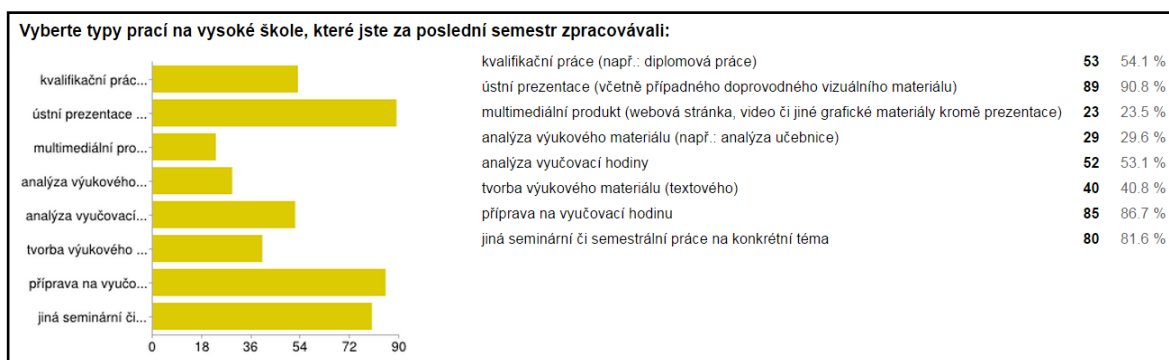 Vyberte typy prací na vysoké škole, které jste za poslední semestr zpracovávali:
kvalifikační prác...
ústní prezentace ...
multimediální pro...
analýza výukového...
analýza vyučovací...
tvorba výukového ...
příprava na vyučo...
jiná seminární či...
0 18 36 54 72 90
kvalifikační práce (např.: diplomová práce) 53 54.1 %
ústní prezentace (včetně případného doprovodného vizuálního materiálu) 89 90.8 %
multimediální produkt (webová stránka, video či jiné grafické materiály kromě prezentace) 23 23.5 %
analýza výukového materiálu (např.: analýza učebnice) 29 29.6 %
analýza vyučovací hodiny 52 53.1 %
tvorba výukového materiálu (textového) 40 40.8 %
příprava na vyučovací hodinu 85 86.7 %
jiná seminární či semestrální práce na konkrétní téma 80 81.6 %